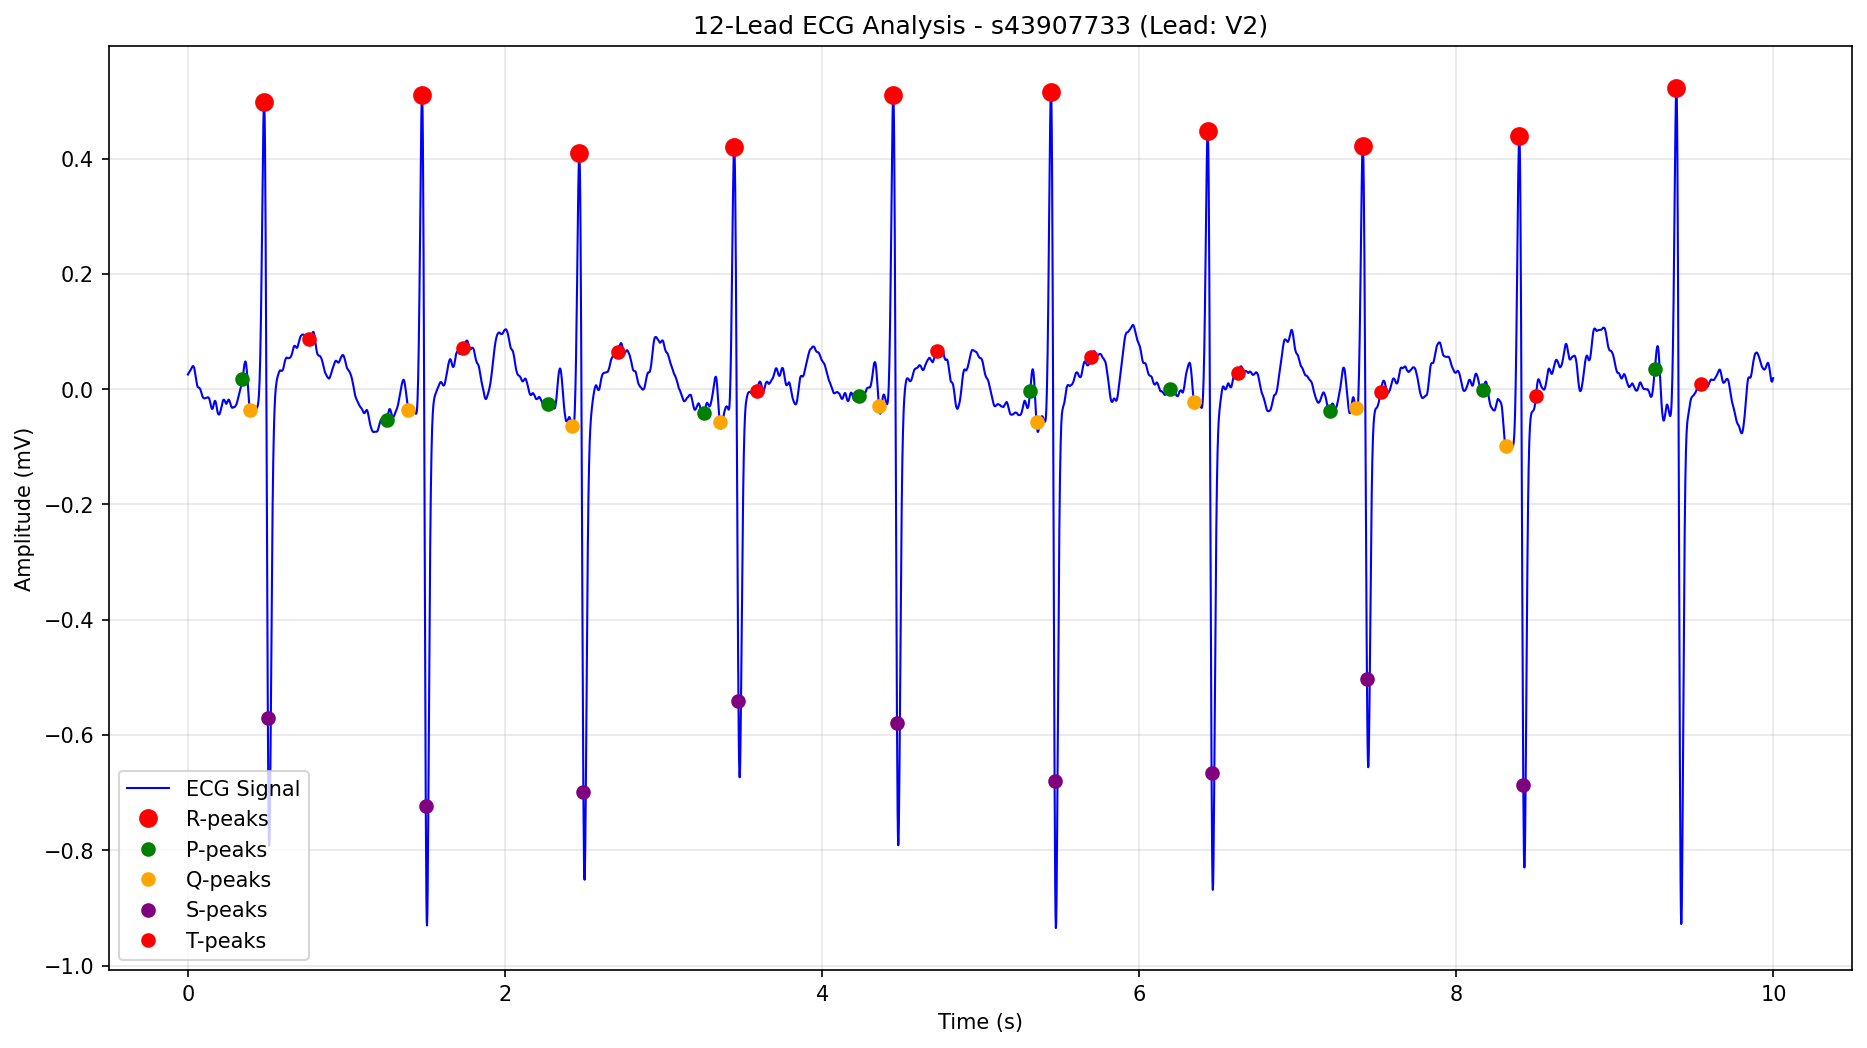 12-Lead ECG Analysis - s43907733 (Lead: V2)
Amplitude (mV)
0.4
0.2
0.0
−0.2
−0.4
−0.6
−0.8
−1.0
ECG Signal
R-peaks
P-peaks
Q-peaks
S-peaks
T-peaks
0 2 4 6 8 10
Time (s)